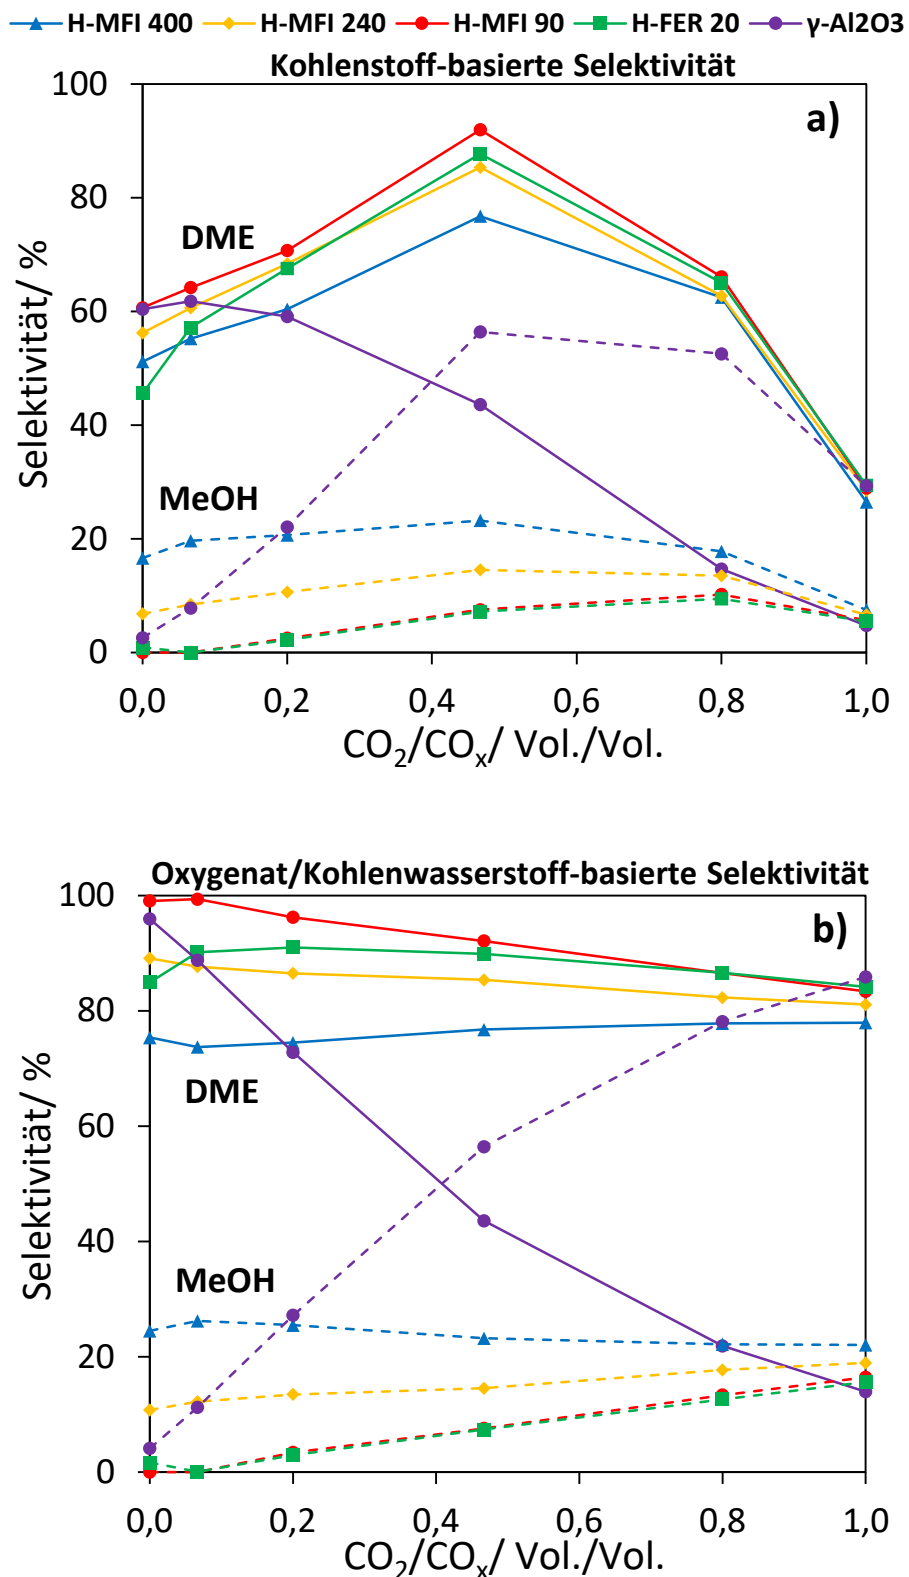 H-MFI 400 H-MFI 240 H-MFI 90 H-FER 20 γ-Al2O3
Kohlenstoff-basierte Selektivität
a)
100
80
60
40
20
0
Selektivität/ %
DME
MeOH
0,0 0,2 0,4 0,6 0,8 1,0
CO₂/COₓ/ Vol./Vol.
Oxygenat/Kohlenwasserstoff-basierte Selektivität
b)
100
80
60
40
20
0
Selektivität/ %
DME
MeOH
0,0 0,2 0,4 0,6 0,8 1,0
CO₂/COₓ/ Vol./Vol.